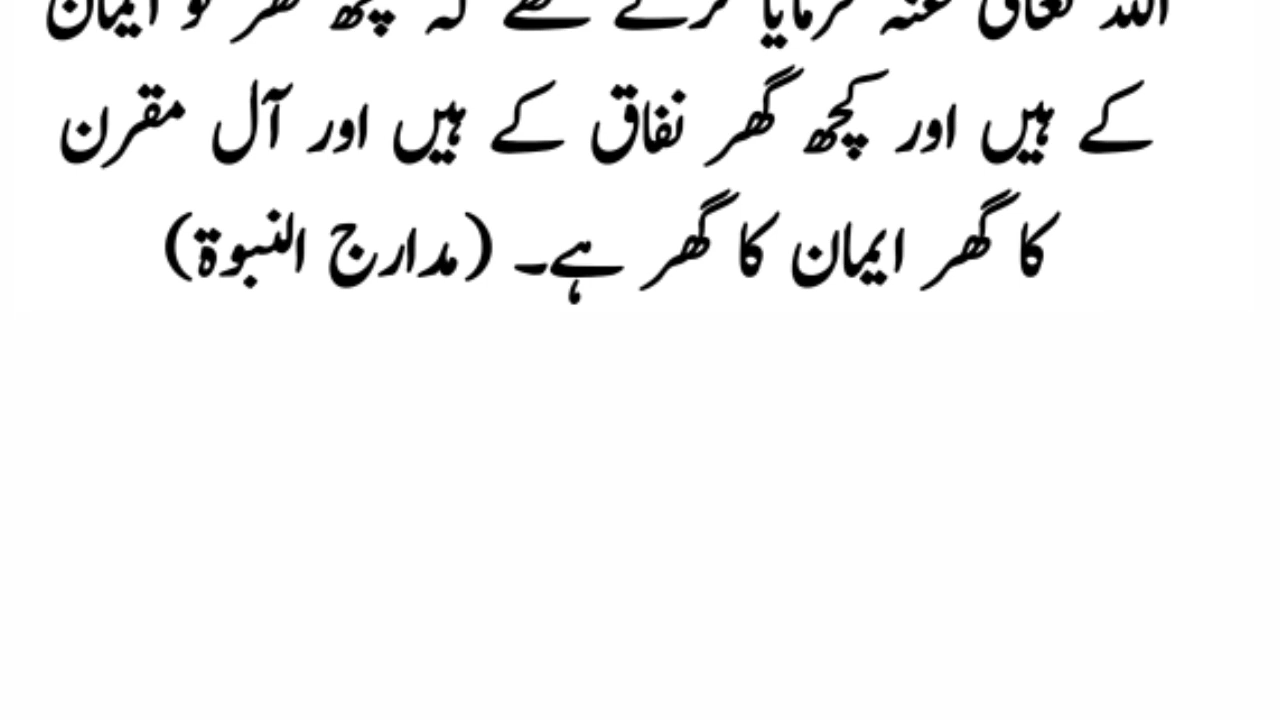 اللہ تعالیٰ عنہ فرمایا کرتے تھے کہ کچھ گھر تو ایمان
کے ہیں اور کچھ گھر نفاق کے ہیں اور آل مقرن
کا گھر ایمان کا گھر ہے۔ (مدارج النبوۃ)